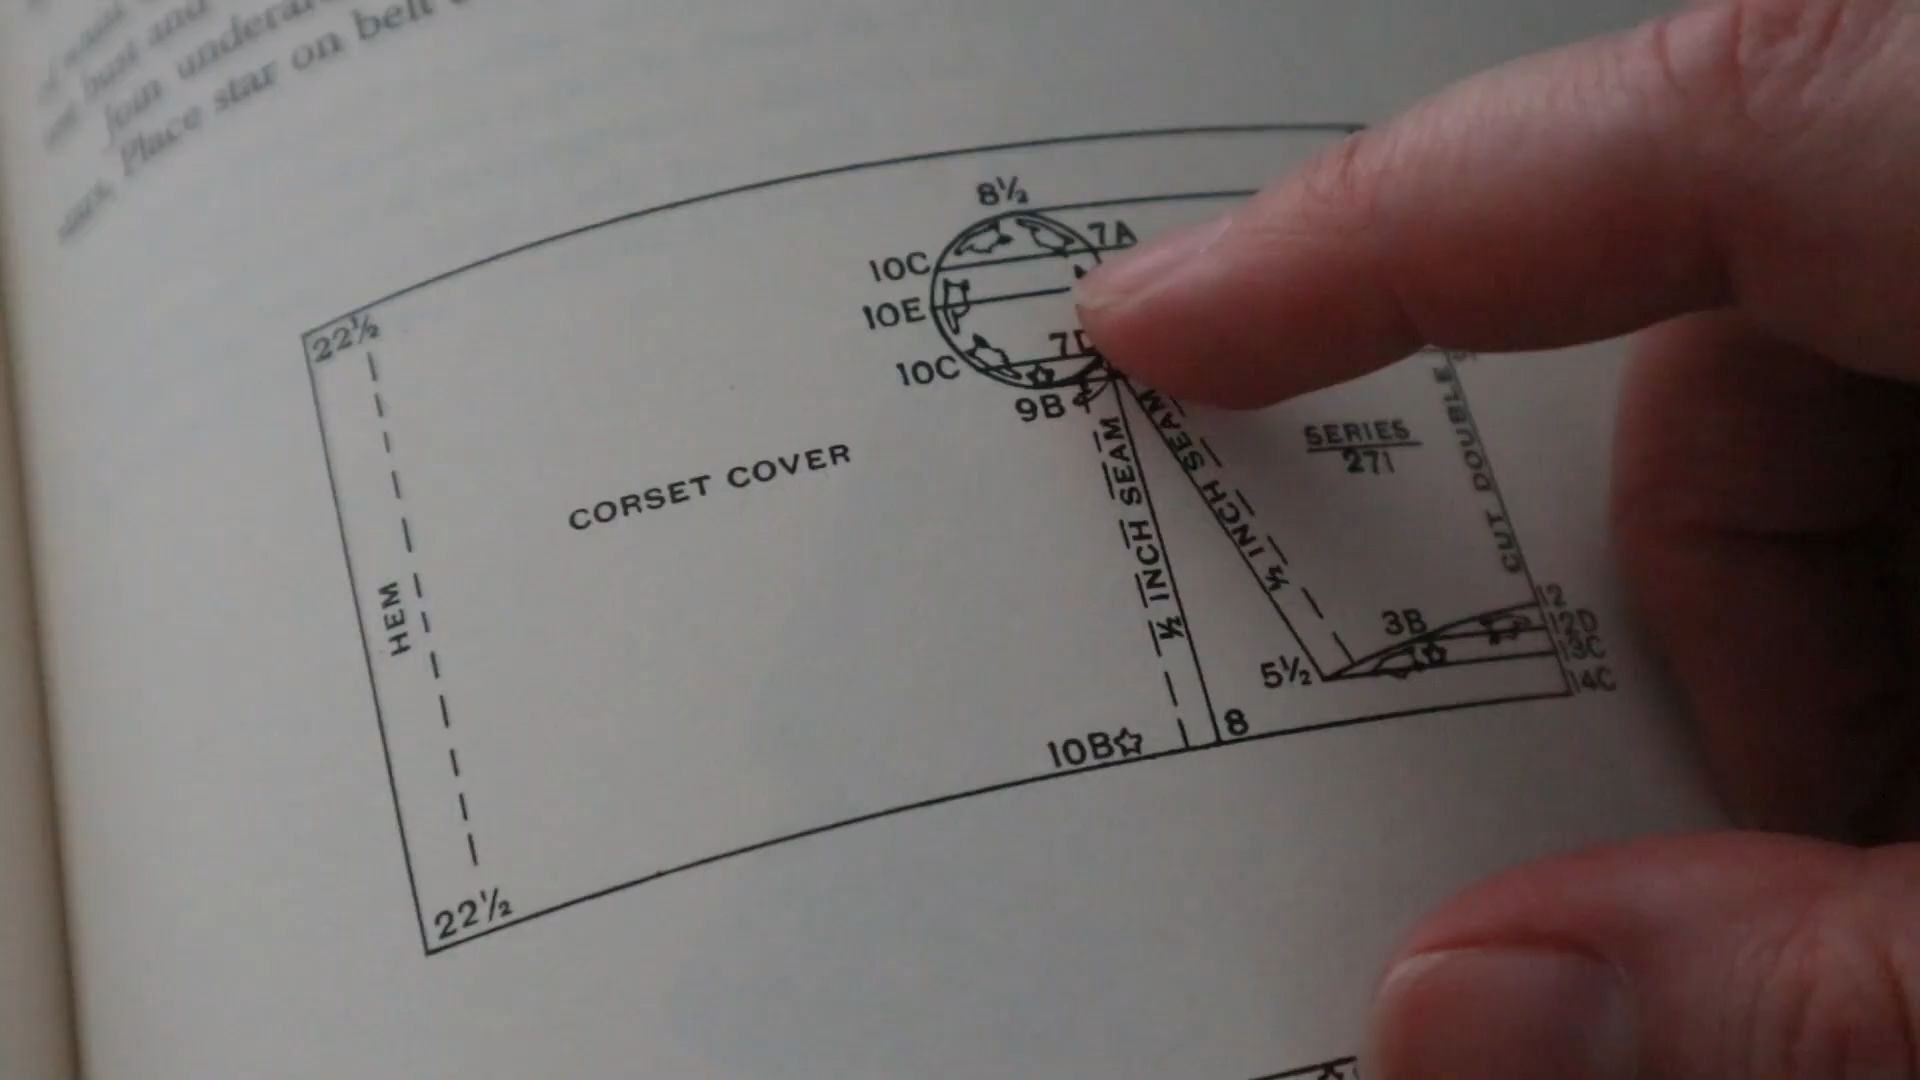 bust and
join underar
Place star on belt
8½
7A
10C
10E
7D
10C
9B
22½
CORSET COVER
HEM
½ INCH SEAM
½ INCH SEAM
SERIES
271
CUT DOUBLE
3B
12
12D
13C
14C
5½
8
10B☆
22½